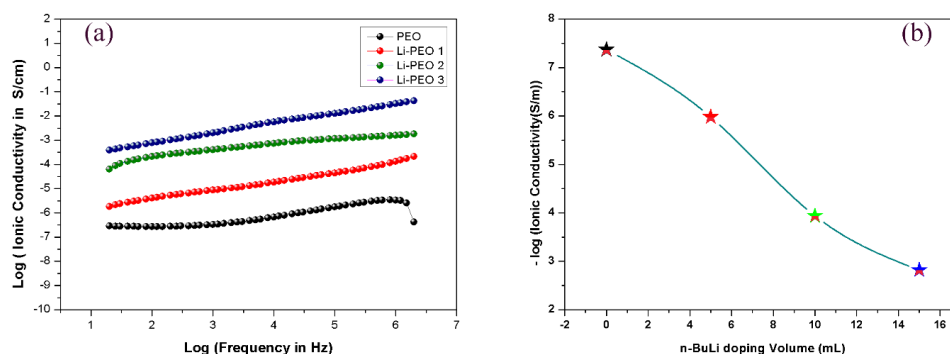 (a)
PEO
Li-PEO 1
Li-PEO 2
Li-PEO 3
Log ( Ionic Conductivity in S/cm)
2
1
0
-1
-2
-3
-4
-5
-6
-7
-8
-9
-10
1 2 3 4 5 6 7
Log (Frequency in Hz)
(b)
- log (Ionic Conductivity(S/m))
8
7
6
5
4
3
2
-2 0 2 4 6 8 10 12 14 16
n-BuLi doping Volume (mL)